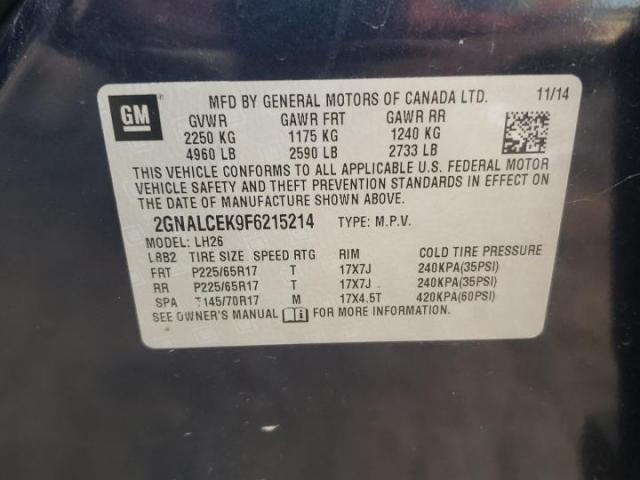 GM
MFD BY GENERAL MOTORS OF CANADA LTD. 11/14
GVWR GAWR FRT GAWR RR
2250 KG 1175 KG 1240 KG
4960 LB 2590 LB 2733 LB
THIS VEHICLE CONFORMS TO ALL APPLICABLE U.S. FEDERAL MOTOR
VEHICLE SAFETY AND THEFT PREVENTION STANDARDS IN EFFECT ON
THE DATE OF MANUFACTURE SHOWN ABOVE.
2GNALCEK9F6215214 TYPE: M.P.V.
MODEL: LH26
L8B2 TIRE SIZE SPEED RTG RIM COLD TIRE PRESSURE
FRT P225/65R17 T 17X7J 240KPA(35PSI)
RR P225/65R17 T 17X7J 240KPA(35PSI)
SPA T145/70R17 M 17X4.5T 420KPA(60PSI)
SEE OWNER'S MANUAL FOR MORE INFORMATION.